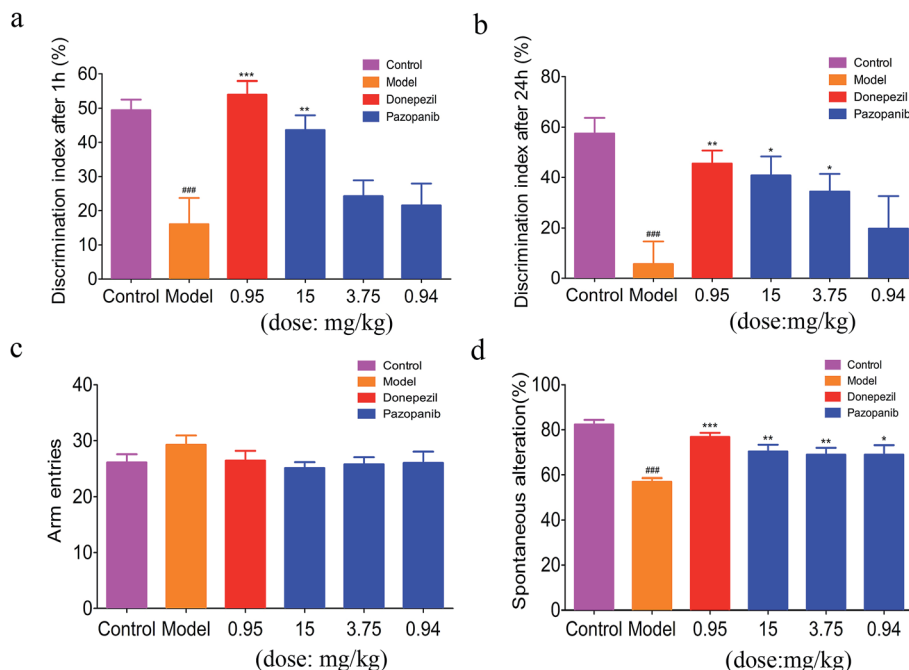 a
Discrimination index after 1h (%)
60
50
40
30
20
10
0
###
***
**
Control
Model
Donepezil
Pazopanib
Control Model 0.95 15 3.75 0.94
(dose: mg/kg)
b
Discrimination index after 24h (%)
80
60
40
20
0
###
**
*
*
Control
Model
Donepezil
Pazopanib
Control Model 0.95 15 3.75 0.94
(dose:mg/kg)
c
Arm entries
40
30
20
10
0
Control
Model
Donepezil
Pazopanib
Control Model 0.95 15 3.75 0.94
(dose: mg/kg)
d
Spontaneous alteration(%)
100
80
60
40
20
0
###
***
**
**
*
Control
Model
Donepezil
Pazopanib
Control Model 0.95 15 3.75 0.94
(dose:mg/kg)